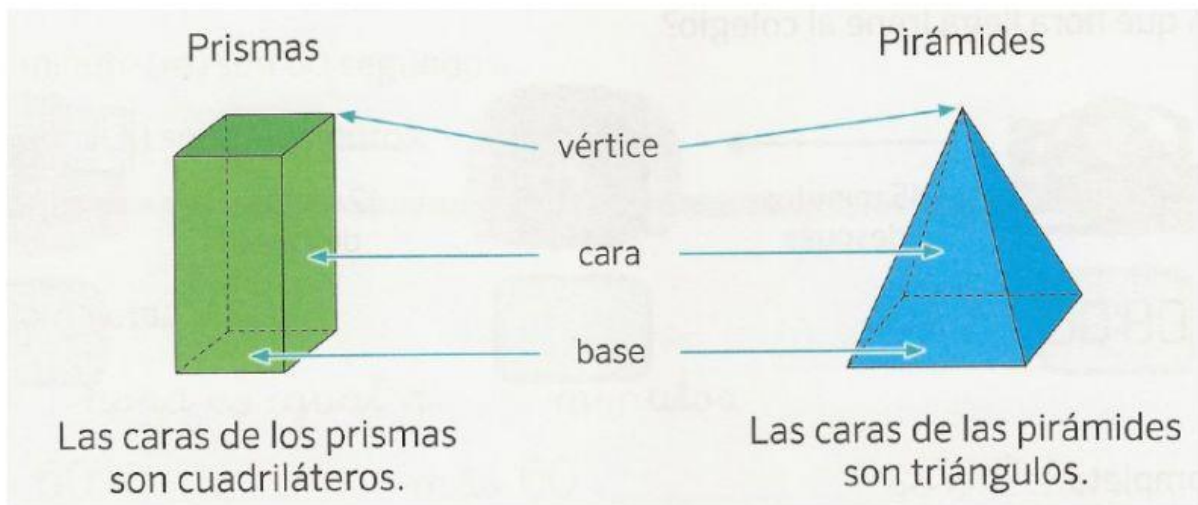 Prismas
Pirámides
vértice
cara
base
Las caras de los prismas
son cuadriláteros.
Las caras de las pirámides
son triángulos.